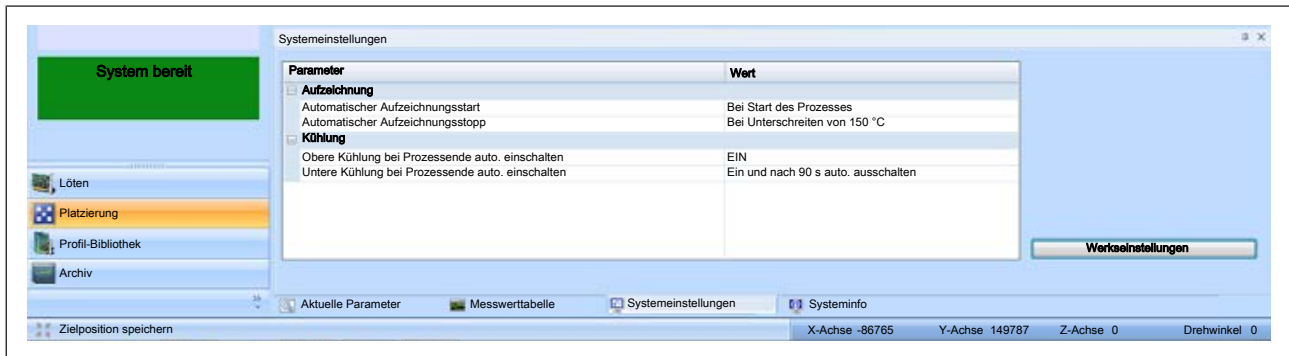 Systemeinstellungen
System bereit
Parameter Wert
Aufzeichnung
Automatischer Aufzeichnungsstart Bei Start des Prozesses
Automatischer Aufzeichnungsstopp Bei Unterschreiten von 150 °C
Kühlung
Obere Kühlung bei Prozessende auto. einschalten EIN
Untere Kühlung bei Prozessende auto. einschalten Ein und nach 90 s auto. ausschalten
Löten
Platzierung
Profil-Bibliothek
Archiv
Werkseinstellungen
Aktuelle Parameter Messwerttabelle Systemeinstellungen Systeminfo
Zielposition speichern X-Achse -86765 Y-Achse 149787 Z-Achse 0 Drehwinkel 0